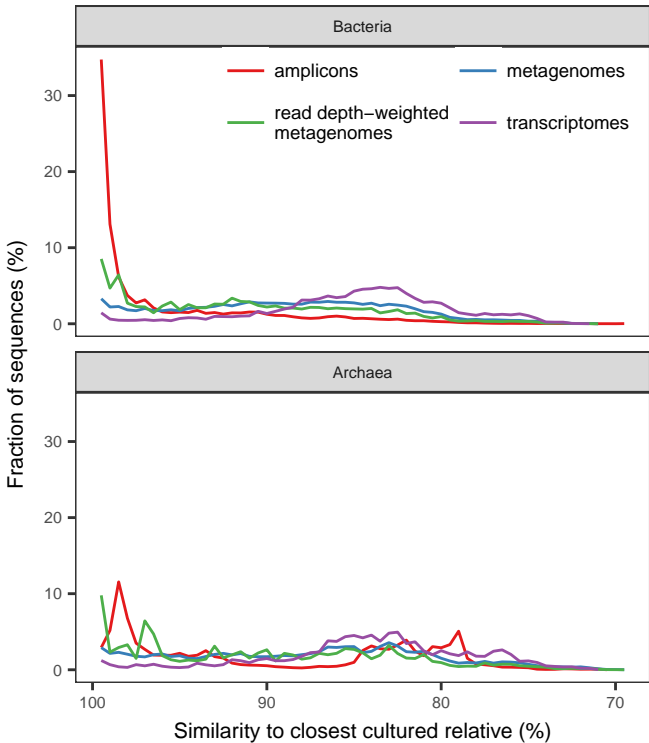 Bacteria
amplicons
metagenomes
read depth−weighted
metagenomes
transcriptomes
30
20
10
0
Archaea
30
20
10
0
100
90
80
70
Similarity to closest cultured relative (%)
Fraction of sequences (%)